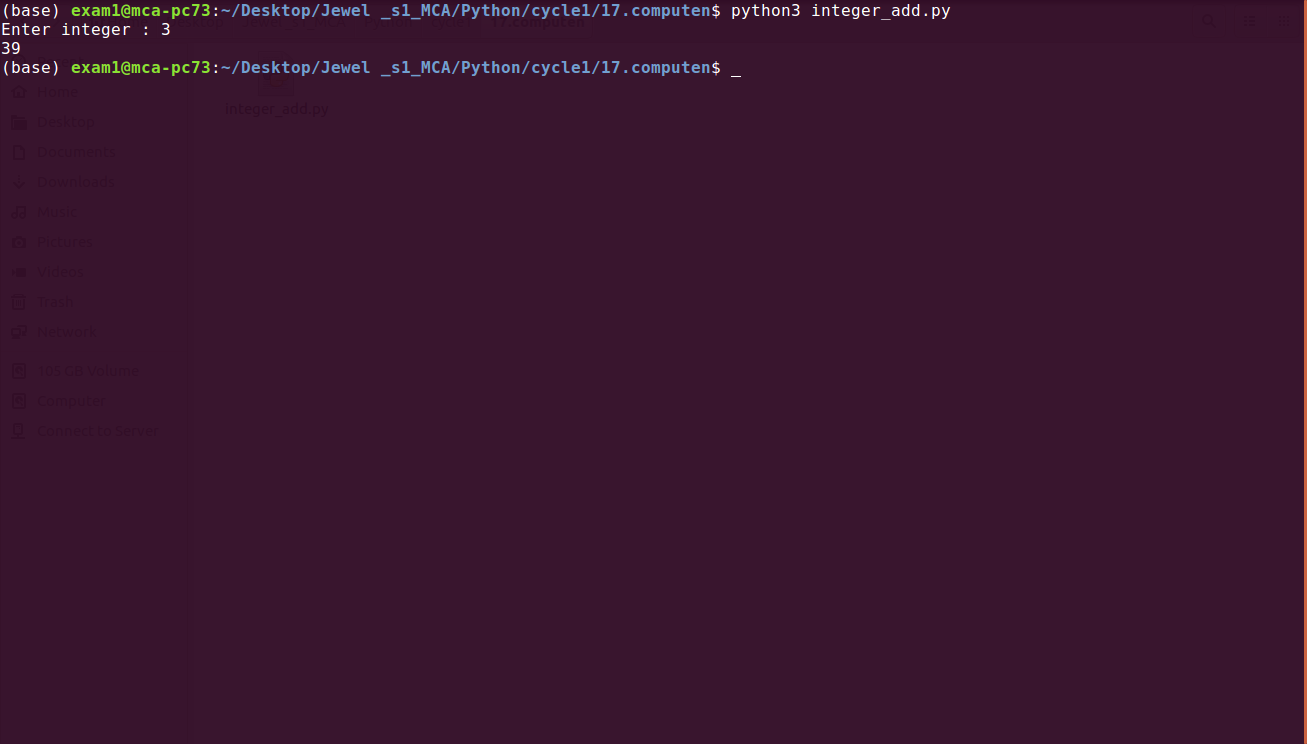 (base) exam1@mca-pc73:~/Desktop/Jewel _s1_MCA/Python/cycle1/17.computen$ python3 integer_add.py
Enter integer : 3
39
(base) exam1@mca-pc73:~/Desktop/Jewel _s1_MCA/Python/cycle1/17.computen$ _
Home
integer_add.py
Desktop
Documents
Downloads
Music
Pictures
Videos
Trash
Network
105 GB Volume
Computer
Connect to Server